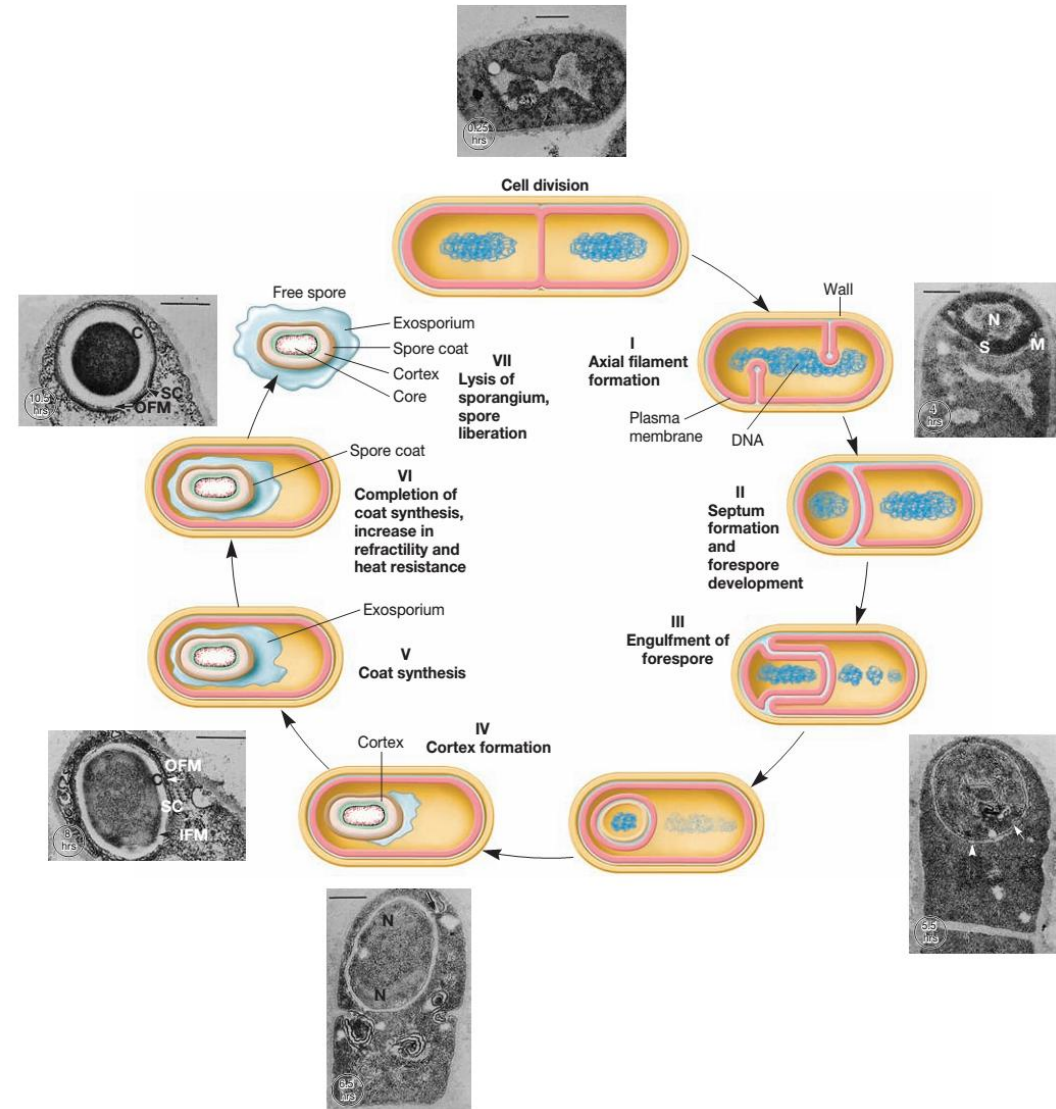 0.25
hrs
Cell division
Free spore
Exosporium
Spore coat
Cortex
Core
VII
Lysis of
sporangium,
spore
liberation
Wall
I
Axial filament
formation
Plasma
membrane
DNA
N
S
M
4
hrs
C
SC
OFM
10.5
hrs
Spore coat
VI
Completion of
coat synthesis,
increase in
refractility and
heat resistance
II
Septum
formation
and
forespore
development
Exosporium
V
Coat synthesis
III
Engulfment of
forespore
IV
Cortex formation
Cortex
OFM
C
SC
IFM
hrs
5.5
hrs
N
N
6.5
hrs